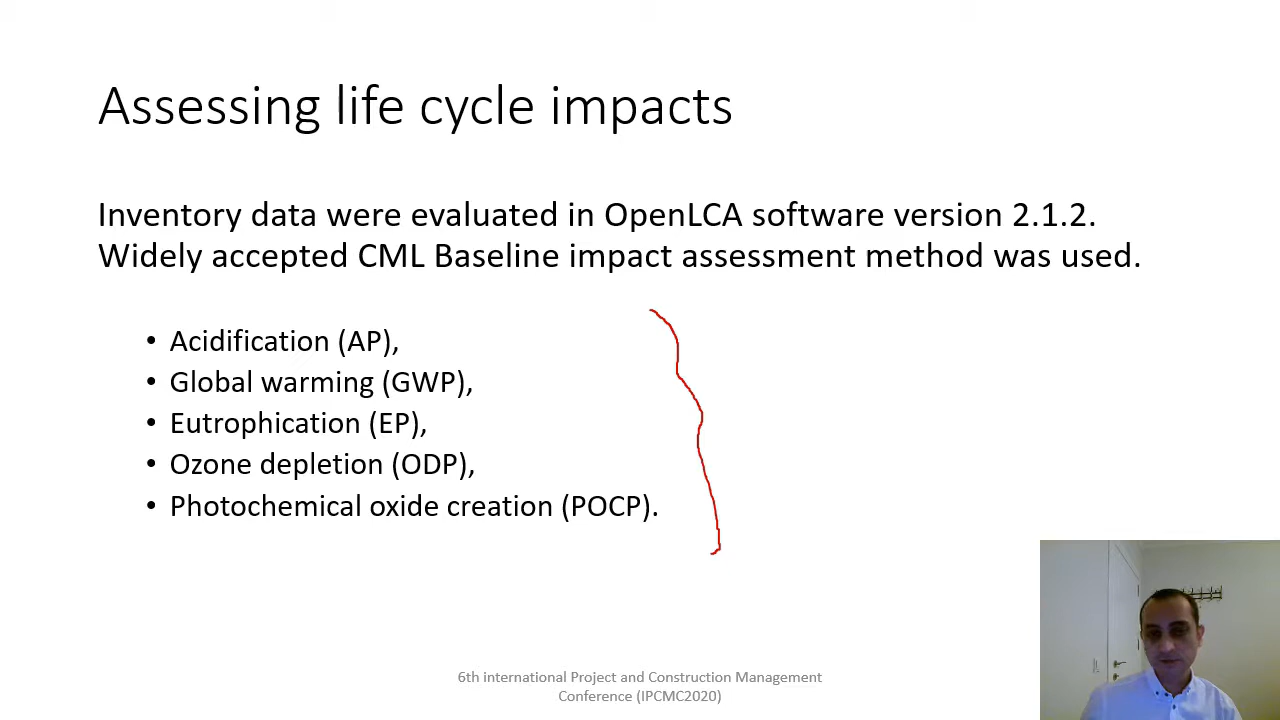 Assessing life cycle impacts
Inventory data were evaluated in OpenLCA software version 2.1.2.
Widely accepted CML Baseline impact assessment method was used.
• Acidification (AP),
• Global warming (GWP),
• Eutrophication (EP),
• Ozone depletion (ODP),
• Photochemical oxide creation (POCP).
6th international Project and Construction Management
Conference (IPCMC2020)